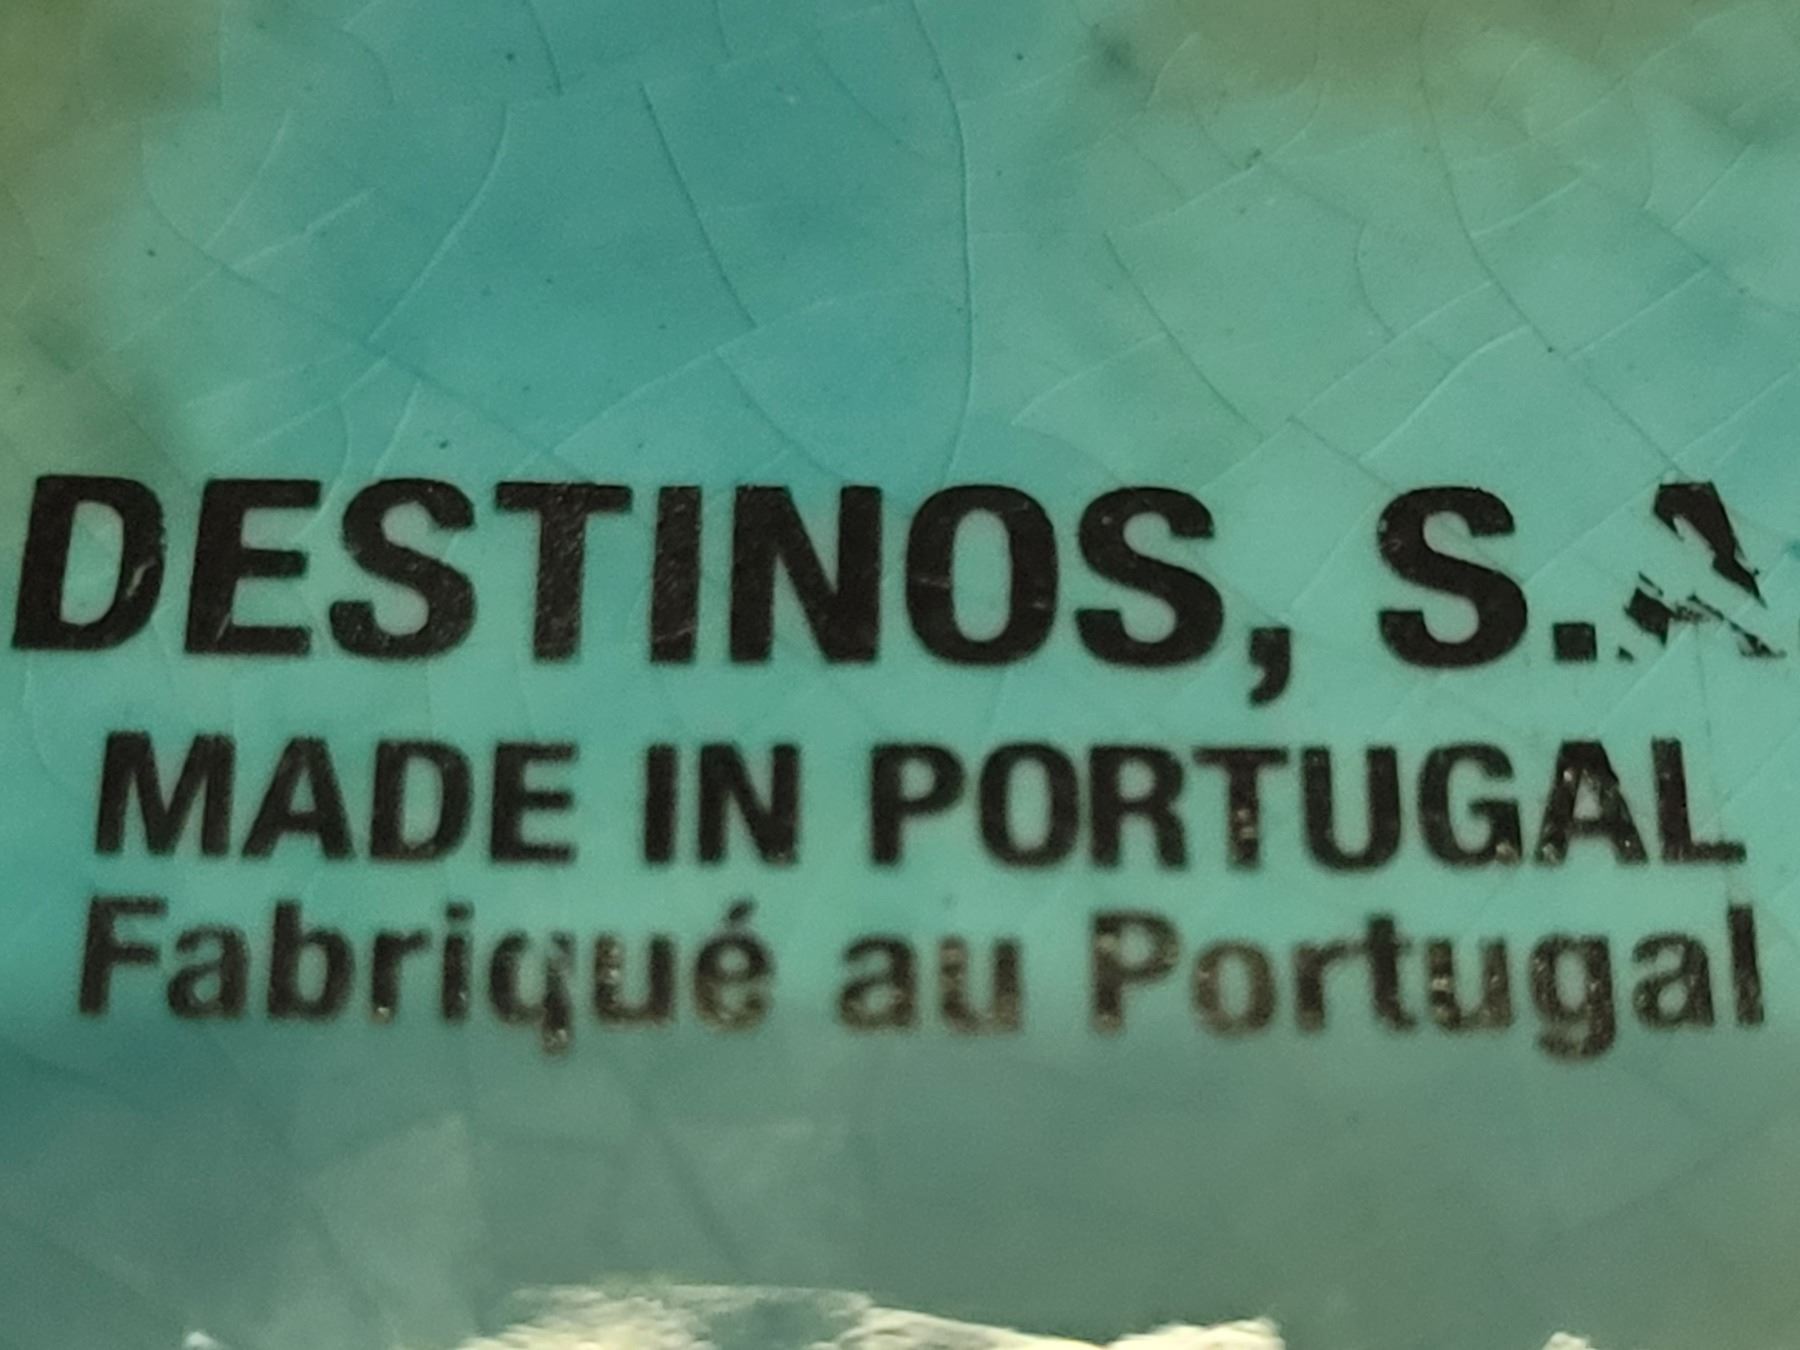 DESTINOS, S.A.
MADE IN PORTUGAL
Fabriqué au Portugal